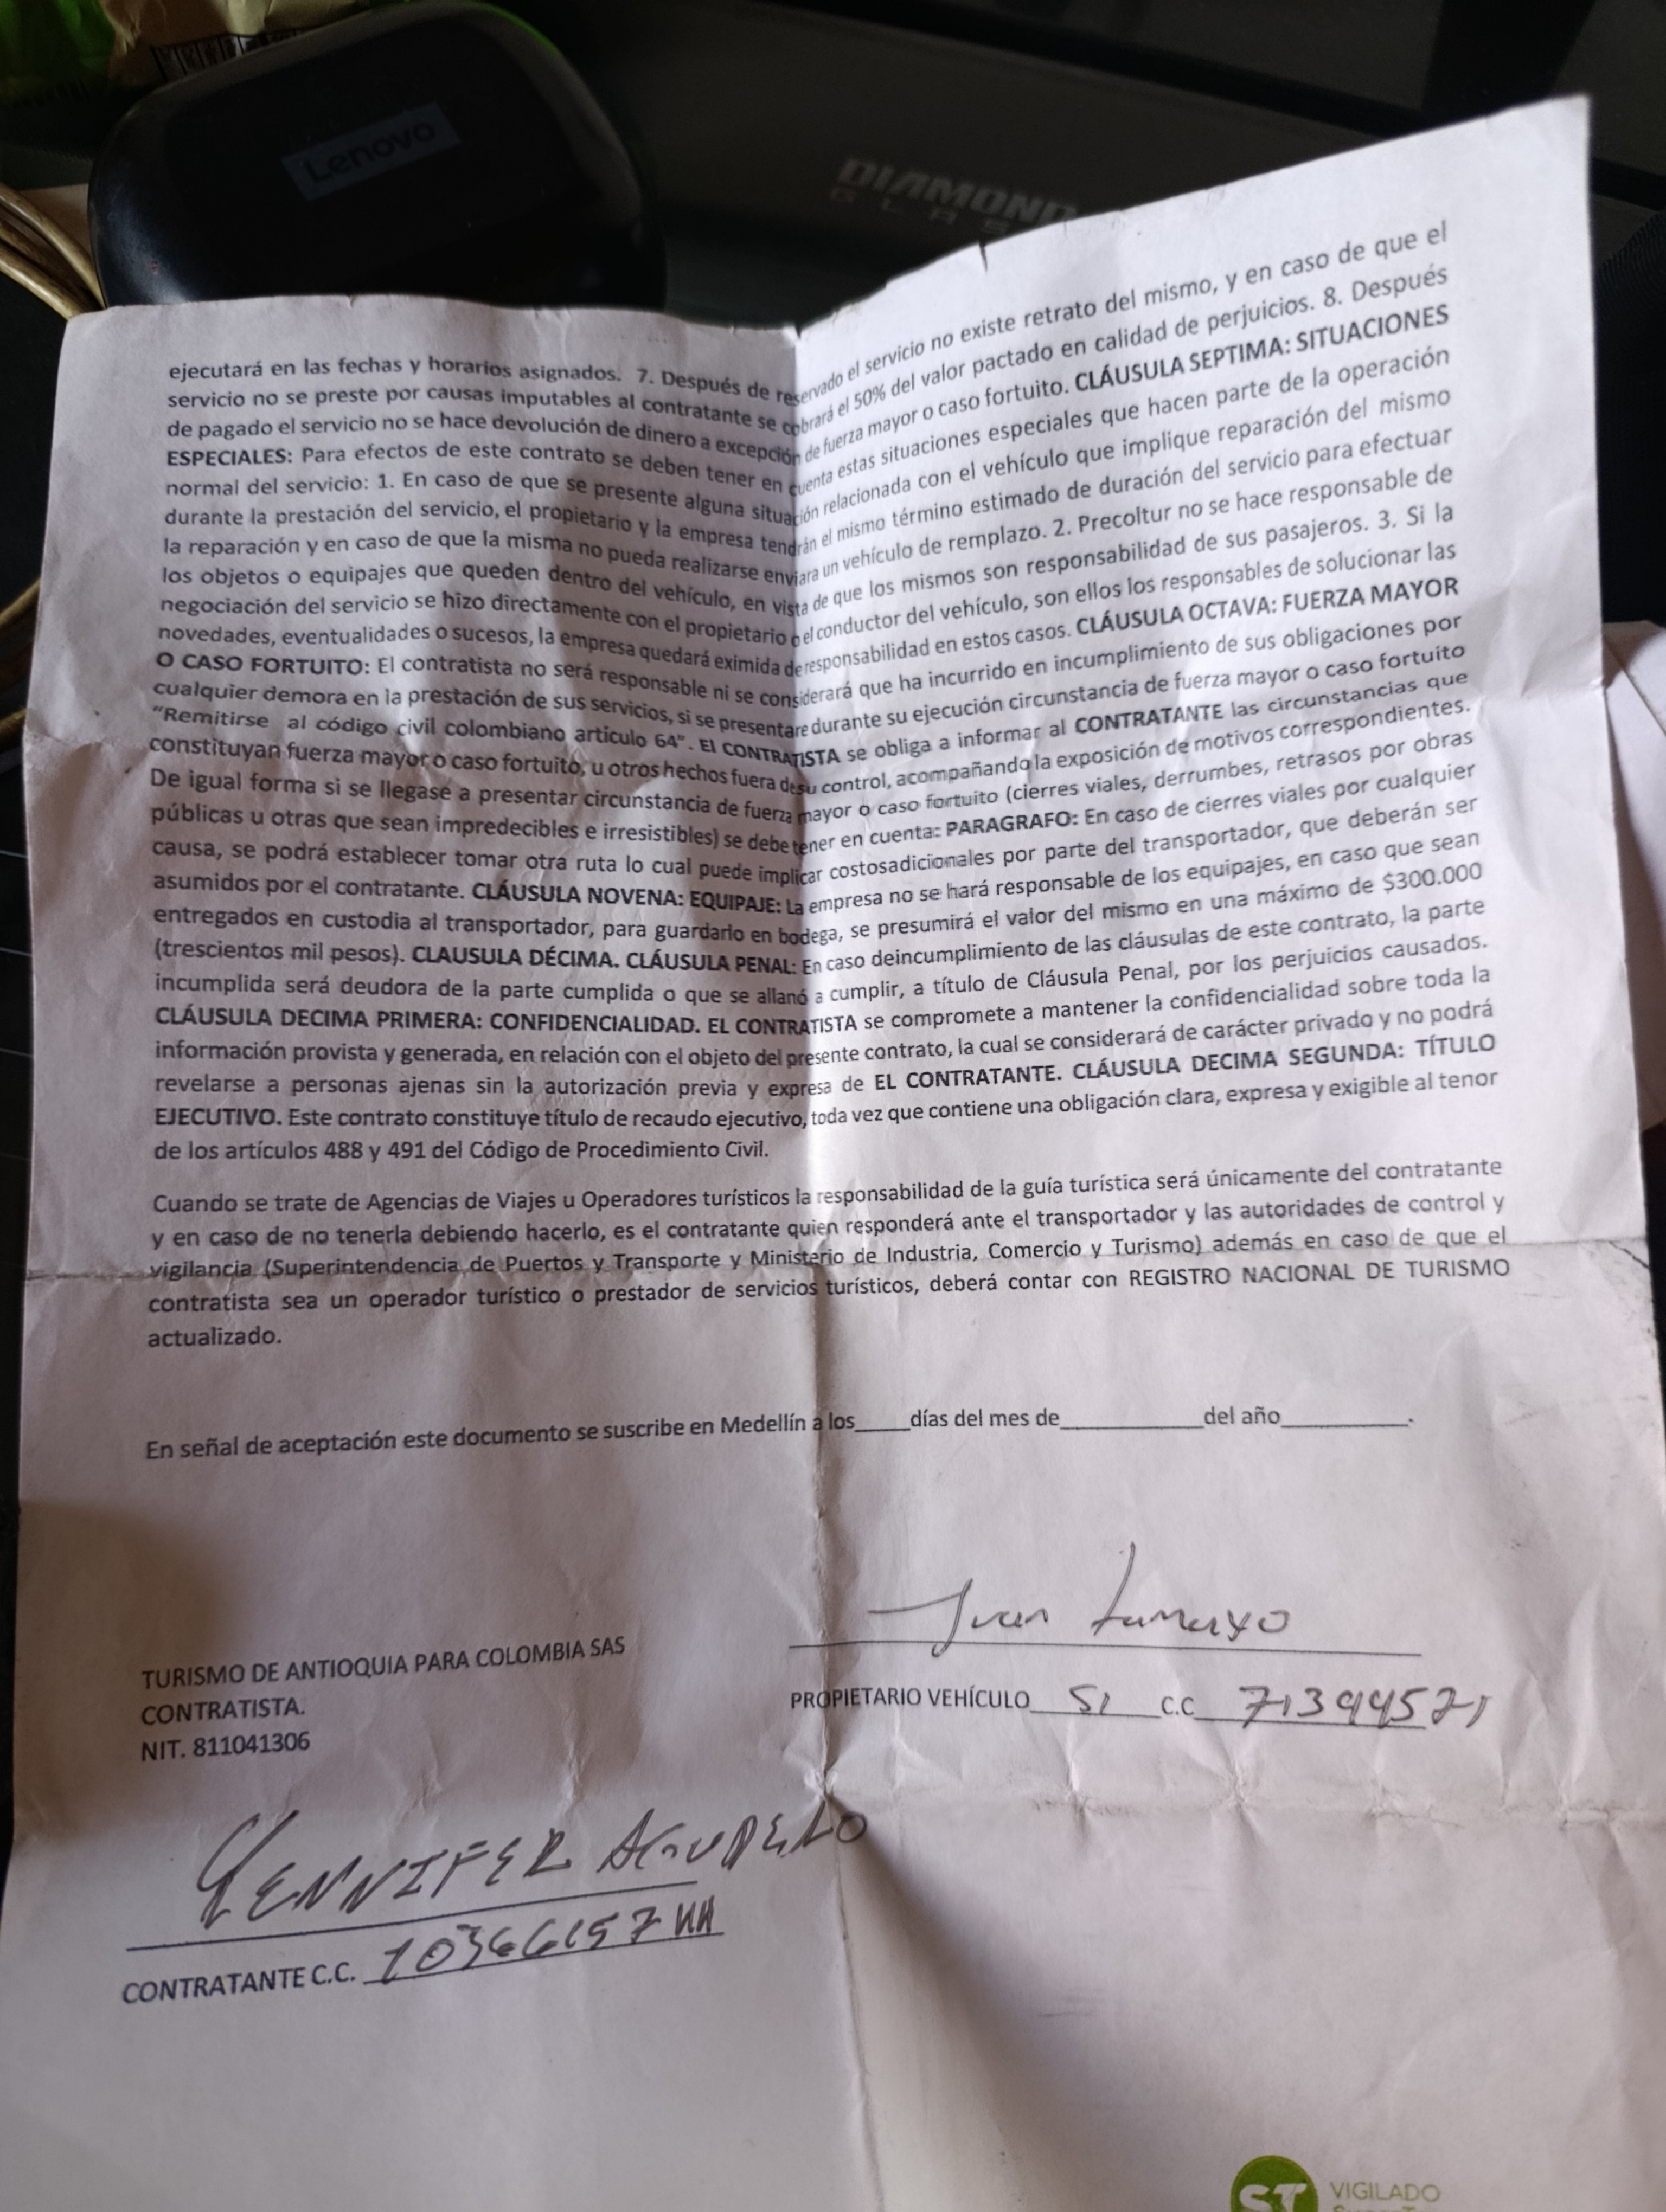 Lenovo
DIAMOND
GLASS
ejecutará en las fechas y horarios asignados. 7. Después de reservado el servicio no existe retrato del mismo, y en caso de que el
servicio no se preste por causas imputables al contratante se cobrará el 50% del valor pactado en calidad de perjuicios. 8. Después
de pagado el servicio no se hace devolución de dinero a excepción de fuerza mayor o caso fortuito. CLÁUSULA SEPTIMA: SITUACIONES
ESPECIALES: Para efectos de este contrato se deben tener en cuenta estas situaciones especiales que hacen parte de la operación
normal del servicio: 1. En caso de que se presente alguna situación relacionada con el vehículo que implique reparación del mismo
durante la prestación del servicio, el propietario y la empresa tendrán el mismo término estimado de duración del servicio para efectuar
la reparación y en caso de que la misma no pueda realizarse enviara un vehículo de remplazo. 2. Precoltur no se hace responsable de
los objetos o equipajes que queden dentro del vehículo, en vista de que los mismos son responsabilidad de sus pasajeros. 3. Si la
negociación del servicio se hizo directamente con el propietario o el conductor del vehículo, son ellos los responsables de solucionar las
novedades, eventualidades o sucesos, la empresa quedará eximida de responsabilidad en estos casos. CLÁUSULA OCTAVA: FUERZA MAYOR
O CASO FORTUITO: El contratista no será responsable ni se considerará que ha incurrido en incumplimiento de sus obligaciones por
cualquier demora en la prestación de sus servicios, si se presentare durante su ejecución circunstancia de fuerza mayor o caso fortuito
"Remitirse al código civil colombiano articulo 64". El CONTRATISTA se obliga a informar al CONTRATANTE las circunstancias que
constituyan fuerza mayor o caso fortuito, u otros hechos fuera de su control, acompañando la exposición de motivos correspondientes.
De igual forma si se llegase a presentar circunstancia de fuerza mayor o caso fortuito (cierres viales, derrumbes, retrasos por obras
públicas u otras que sean impredecibles e irresistibles) se debe tener en cuenta: PARAGRAFO: En caso de cierres viales por cualquier
causa, se podrá establecer tomar otra ruta lo cual puede implicar costosadicionales por parte del transportador, que deberán ser
asumidos por el contratante. CLÁUSULA NOVENA: EQUIPAJE: La empresa no se hará responsable de los equipajes, en caso que sean
entregados en custodia al transportador, para guardarlo en bodega, se presumirá el valor del mismo en una máximo de $300.000
(trescientos mil pesos). CLAUSULA DÉCIMA. CLÁUSULA PENAL: En caso deincumplimiento de las cláusulas de este contrato, la parte
incumplida será deudora de la parte cumplida o que se allanó a cumplir, a título de Cláusula Penal, por los perjuicios causados.
CLÁUSULA DECIMA PRIMERA: CONFIDENCIALIDAD. EL CONTRATISTA se compromete a mantener la confidencialidad sobre toda la
información provista y generada, en relación con el objeto del presente contrato, la cual se considerará de carácter privado y no podrá
revelarse a personas ajenas sin la autorización previa y expresa de EL CONTRATANTE. CLÁUSULA DECIMA SEGUNDA: TÍTULO
EJECUTIVO. Este contrato constituye título de recaudo ejecutivo, toda vez que contiene una obligación clara, expresa y exigible al tenor
de los artículos 488 y 491 del Código de Procedimiento Civil.
Cuando se trate de Agencias de Viajes u Operadores turísticos la responsabilidad de la guía turística será únicamente del contratante
y en caso de no tenerla debiendo hacerlo, es el contratante quien responderá ante el transportador y las autoridades de control y
vigilancia (Superintendencia de Puertos y Transporte y Ministerio de Industria, Comercio y Turismo) además en caso de que el
contratista sea un operador turístico o prestador de servicios turísticos, deberá contar con REGISTRO NACIONAL DE TURISMO
actualizado.
En señal de aceptación este documento se suscribe en Medellín a los_____días del mes de_____________del año___________.
Juan Tamayo
TURISMO DE ANTIOQUIA PARA COLOMBIA SAS
CONTRATISTA.
NIT. 811041306
PROPIETARIO VEHÍCULO SI C.C 71399457,
YENNIFER AGUDELO
CONTRATANTE C.C. 10366157
ST VIGILADO